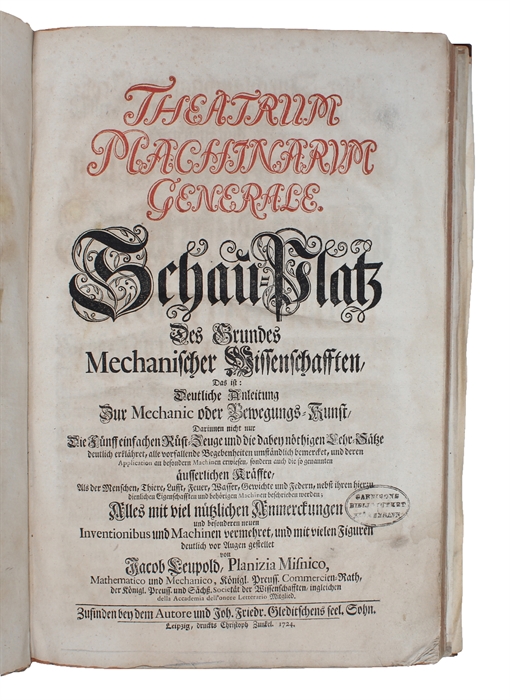 THEATRUM
MACHINARUM
GENERALE.
Schau-Platz
Des Grundes
Mechanischer Wissenschafften,
Das ist:
Deutliche Anleitung
Zur Mechanic oder Bewegungs-Kunst,
Darinnen nicht nur
Die Fünff einfachen Rüst-Zeuge und die dabey nöthigen Lehr-Sätze
deutlich erkläret, alle vorfallende Begebenheiten umständlich bemercket, und deren
Application an besondern Machinen erwiesen, sondern auch die so genannten
äusserlichen Kräffte,
Als der Menschen, Thiere, Lufft, Feuer, Wasser, Gewichte und Federn, nebst ihren hierzu
dienlichen Eigenschafften und behörigen Machinen beschrieben werden;
Alles mit viel nützlichen Anmerckungen
und besonderen neuen
Inventionibus und Machinen vermehret, und mit vielen Figuren
deutlich vor Augen gestellet
von
Jacob Leupold, Planizia Misnico,
Mathematico und Mechanico, Königl. Preuss. Commercien-Rath,
der Königl. Preuss. und Sächß. Societät der Wissenschafften, ingleichen
della Accademia dell'onore Letterario Mitglied.
Zufinden bey dem Autore und Joh. Friedr. Gleditschens seel. Sohn.
Leipzig, druckts Christoph Zunkel. 1724.
GARNISONS
BIBLIOTHEKET